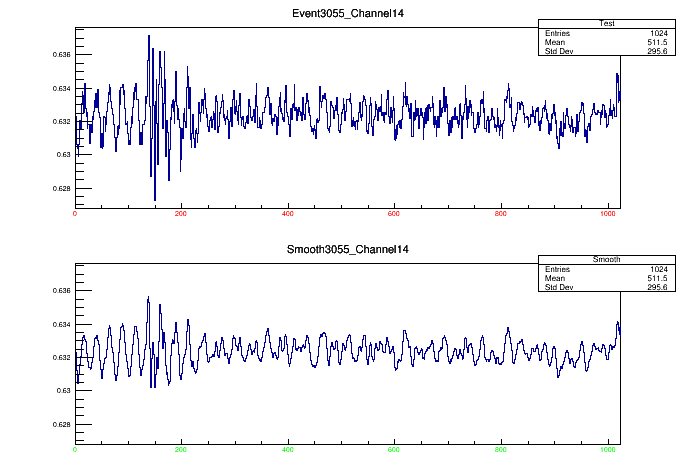 Event3055_Channel14
Test
Entries 1024
Mean 511.5
Std Dev 295.6
0.636
0.634
0.632
0.63
0.628
0 200 400 600 800 1000
Smooth3055_Channel14
Smooth
Entries 1024
Mean 511.5
Std Dev 295.6
0.636
0.634
0.632
0.63
0.628
0 200 400 600 800 1000